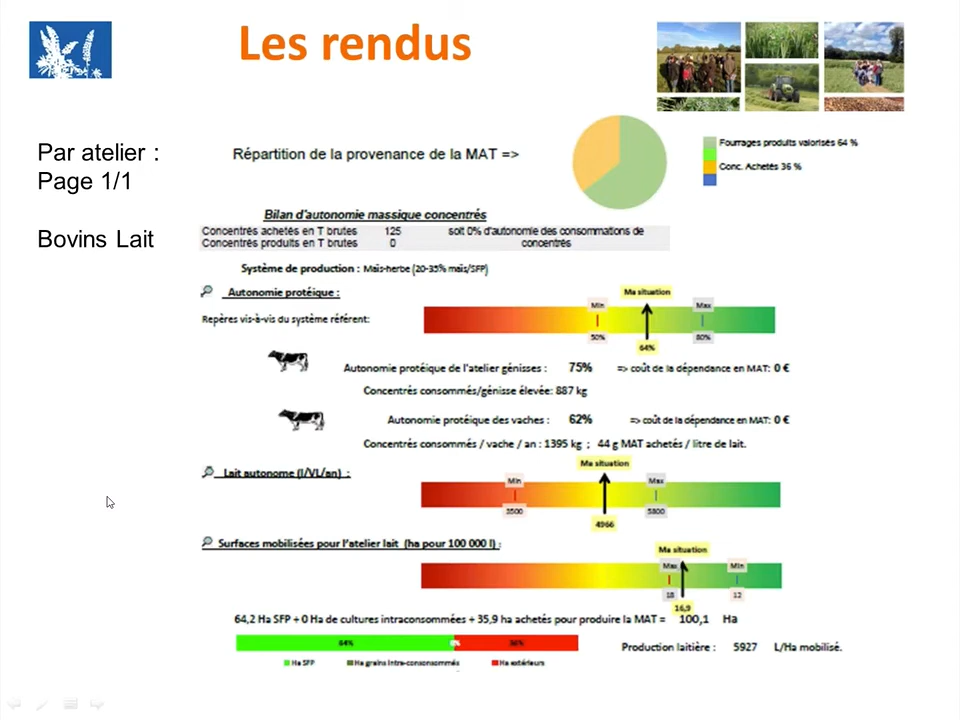 Les rendus
Par atelier :
Page 1/1
Bovins Lait
Répartition de la provenance de la MAT =>
Fourrages produits valorisés 64 %
Conc. Achetés 36 %
Bilan d'autonomie massique concentrés
Concentrés achetés en T brutes 125 soit 0% d'autonomie des consommations de
Concentrés produits en T brutes 0 concentrés
Système de production : Maïs-herbe (20-35% maïs/SFP)
Autonomie protéique :
Ma situation
Min Max
Repères vis-à-vis du système référent:
50% 80%
64%
Autonomie protéique de l'atelier génisses : 75% => coût de la dépendance en MAT: 0 €
Concentrés consommés/génisse élevée: 887 kg
Autonomie protéique des vaches : 62% => coût de la dépendance en MAT: 0 €
Concentrés consommés / vache / an : 1395 kg ; 44 g MAT achetés / litre de lait.
Ma situation
Lait autonome (l/VL/an) :
Min Max
3500 5800
4966
Surfaces mobilisées pour l'atelier lait (ha pour 100 000 l) :
Ma situation
Max Min
18 12
16,9
64,2 Ha SFP + 0 Ha de cultures intraconsommées + 35,9 ha achetés pour produire la MAT = 100,1 Ha
64% 0% 36%
Production laitière : 5927 L/Ha mobilisé.
Ha SFP Ha grains intra-consonsommés Ha extérieurs